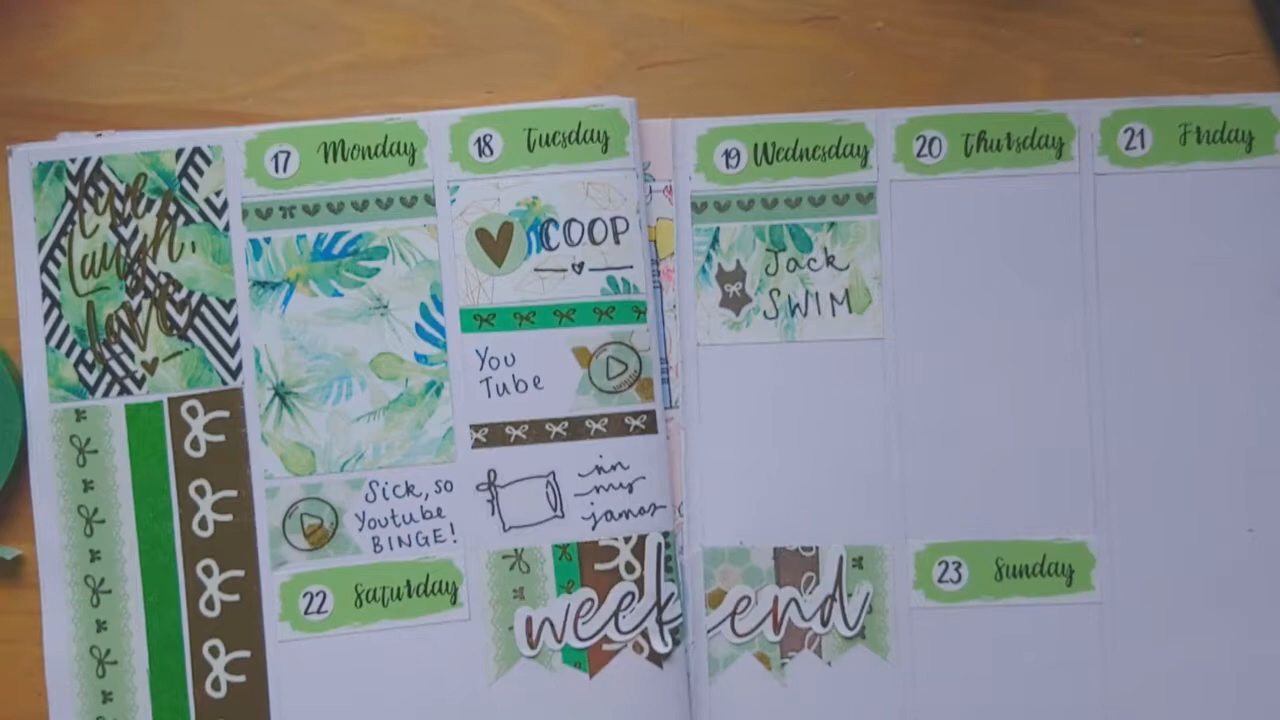 Live
Laugh,
love
17 Monday
Sick, so
Youtube
BINGE!
18 Tuesday
COOP
You
Tube
in
my
jamas
19 Wednesday
Jack
SWIM
20 Thursday
21 Friday
22 Saturday
weekend
23 Sunday